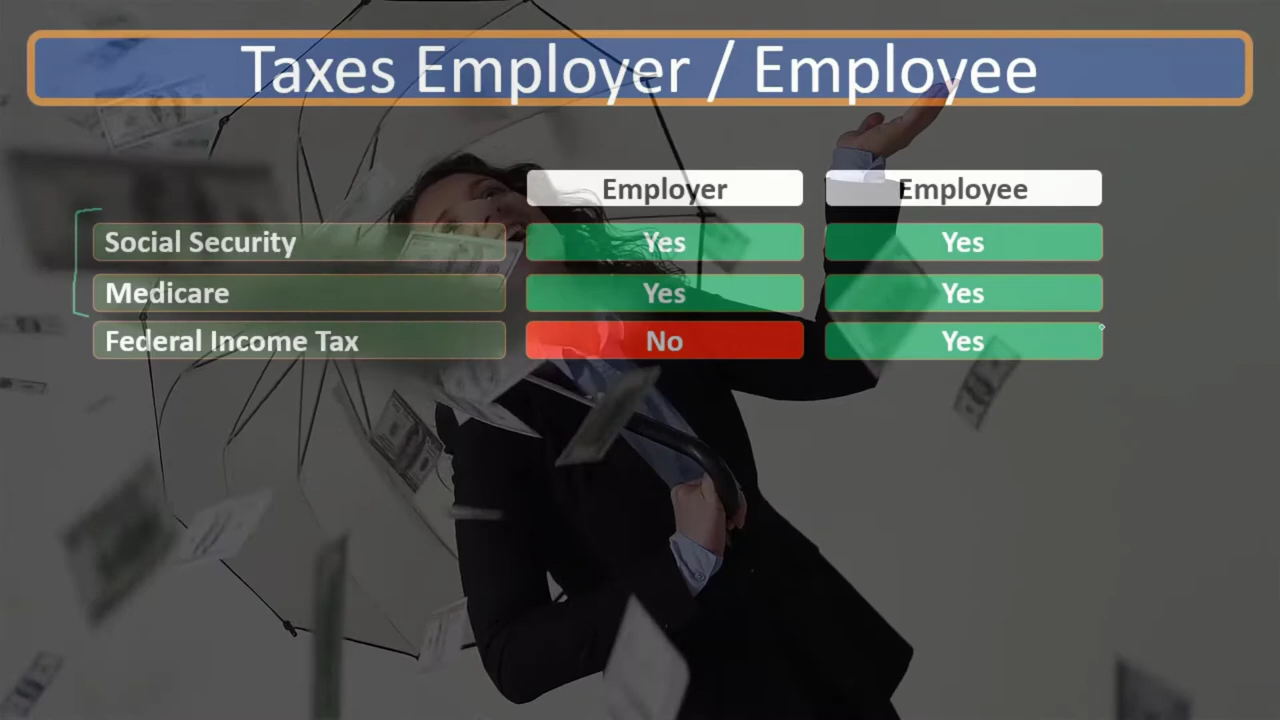 Taxes Employer / Employee
Employer Employee
Social Security Yes Yes
Medicare Yes Yes
Federal Income Tax No Yes